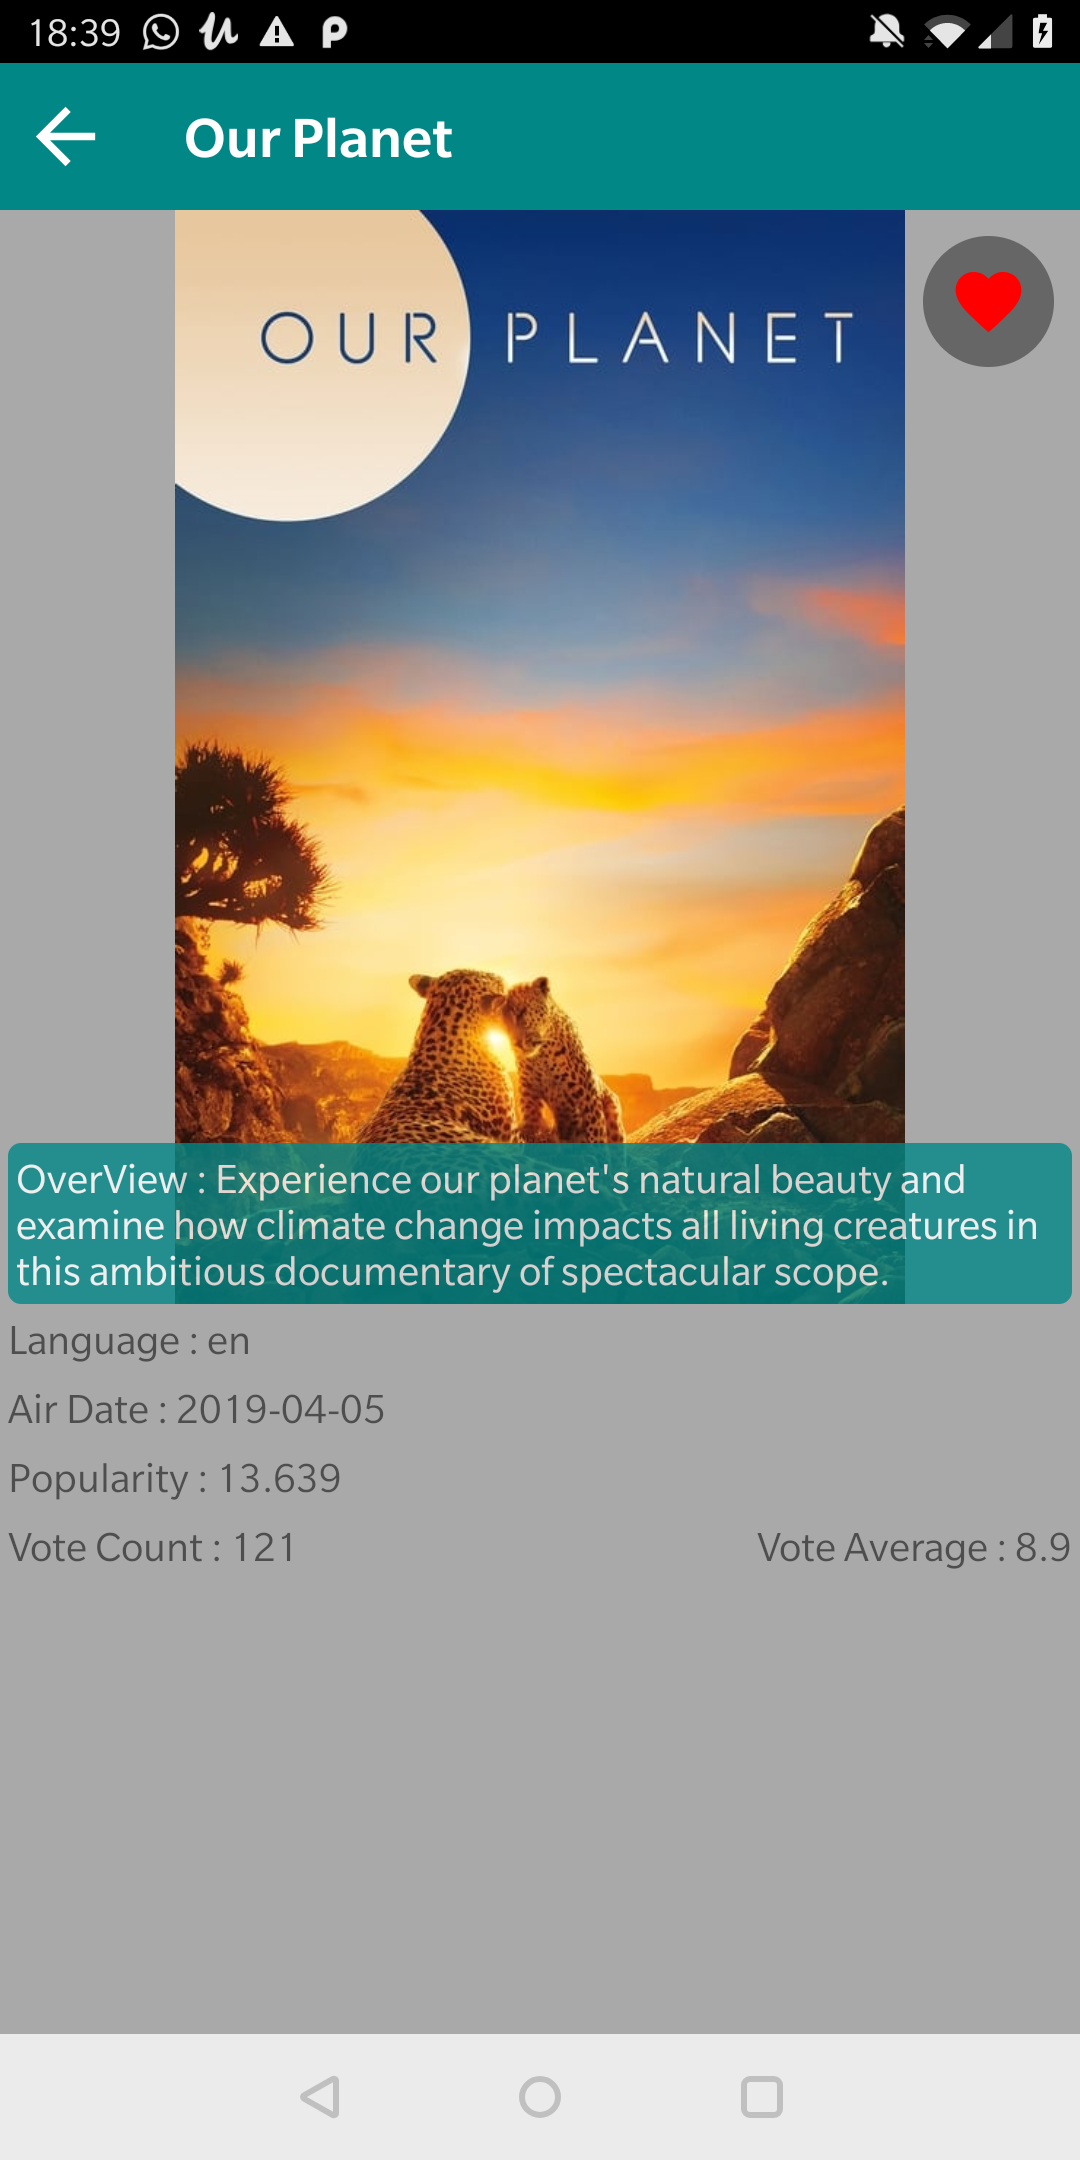 18:39
Our Planet
OUR PLANET
OverView : Experience our planet's natural beauty and
examine how climate change impacts all living creatures in
this ambitious documentary of spectacular scope.
Language : en
Air Date : 2019-04-05
Popularity : 13.639
Vote Count : 121
Vote Average : 8.9